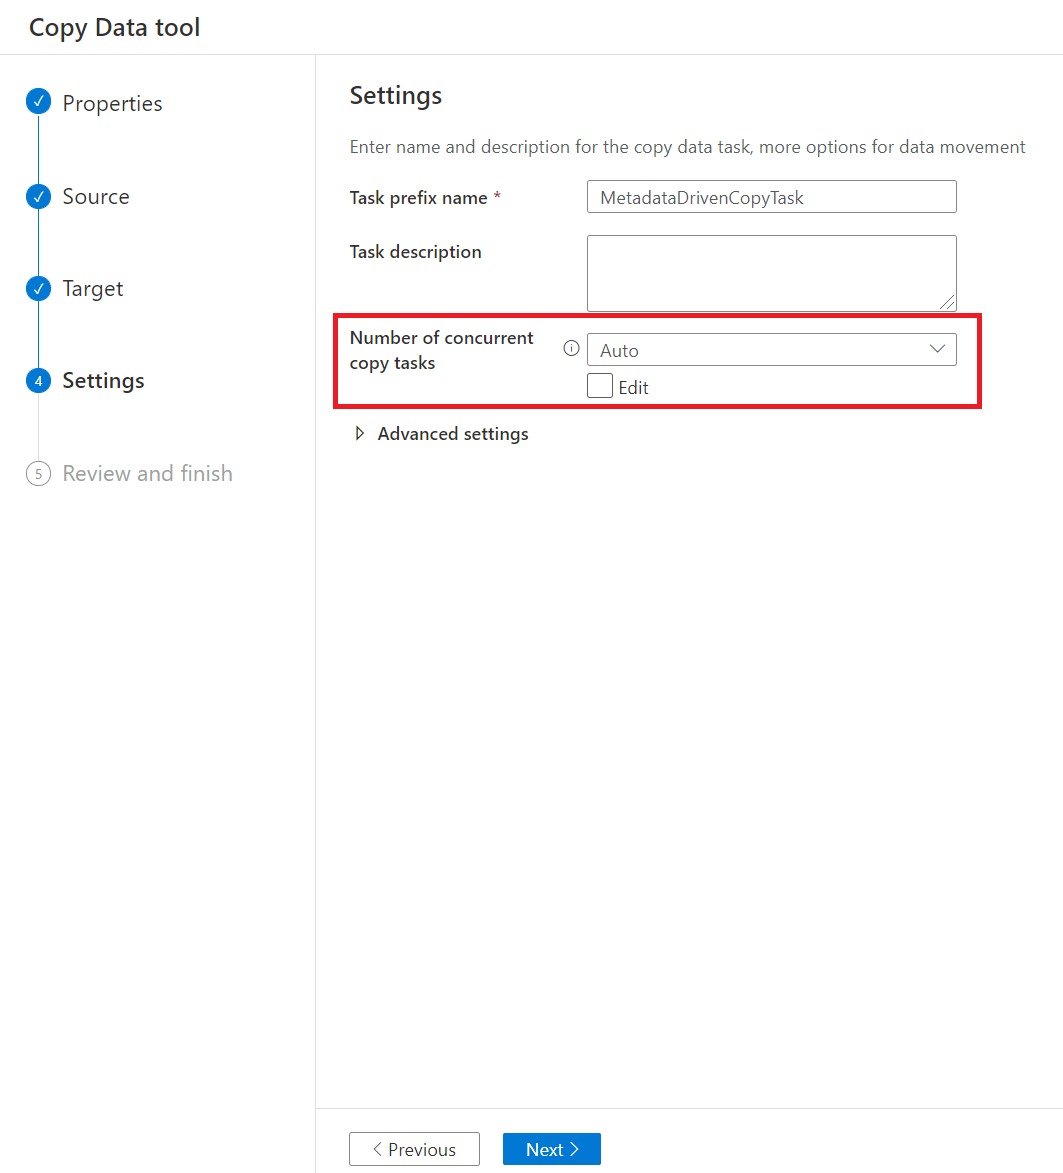 Copy Data tool
Properties
Source
Target
4 Settings
5 Review and finish
Settings
Enter name and description for the copy data task, more options for data movement
Task prefix name *
MetadataDrivenCopyTask
Task description
Number of concurrent
copy tasks
Auto
Edit
Advanced settings
Previous
Next